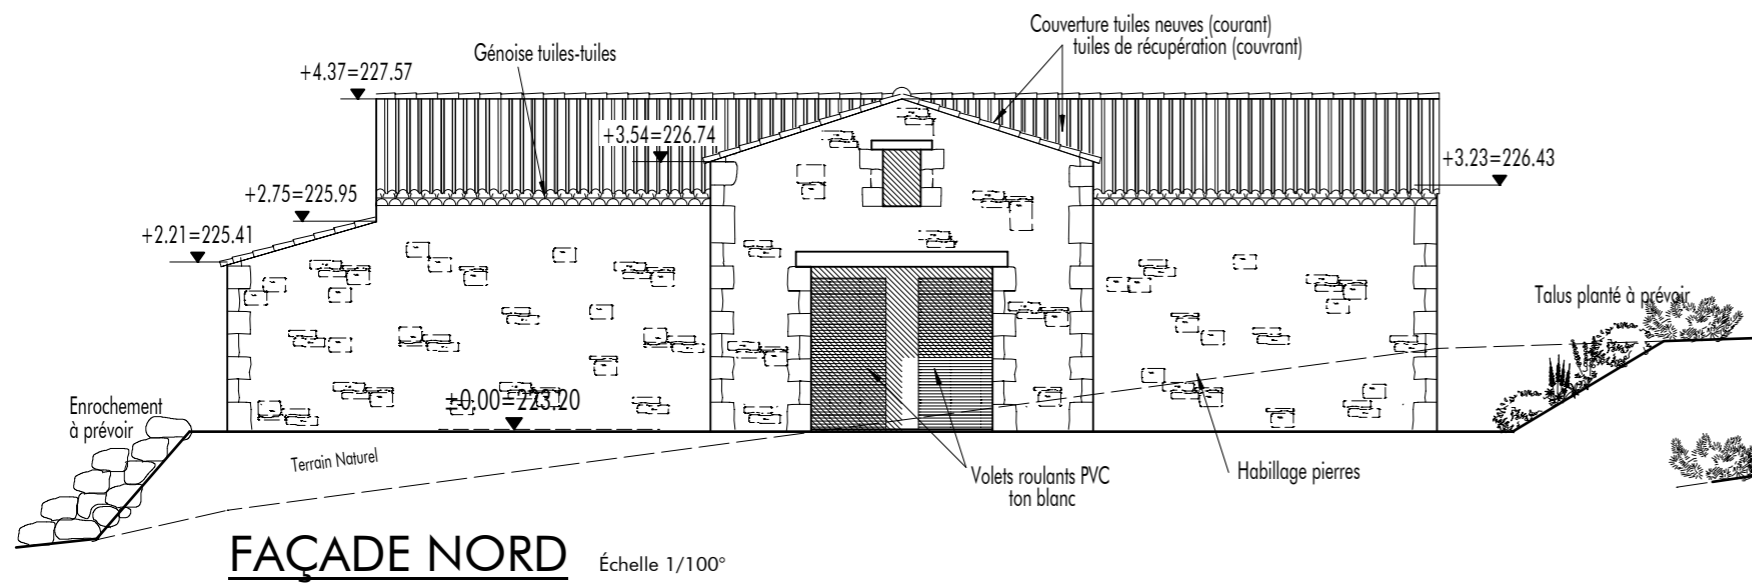 Couverture tuiles neuves (courant)
tuiles de récupération (couvrant)
Génoise tuiles-tuiles
+4.37=227.57
+3.54=226.74
+3.23=226.43
+2.75=225.95
+2.21=225.41
Talus planté à prévoir
+0.00=223.20
Enrochement
à prévoir
Terrain Naturel
Volets roulants PVC
ton blanc
Habillage pierres
FAÇADE NORD
Échelle 1/100°